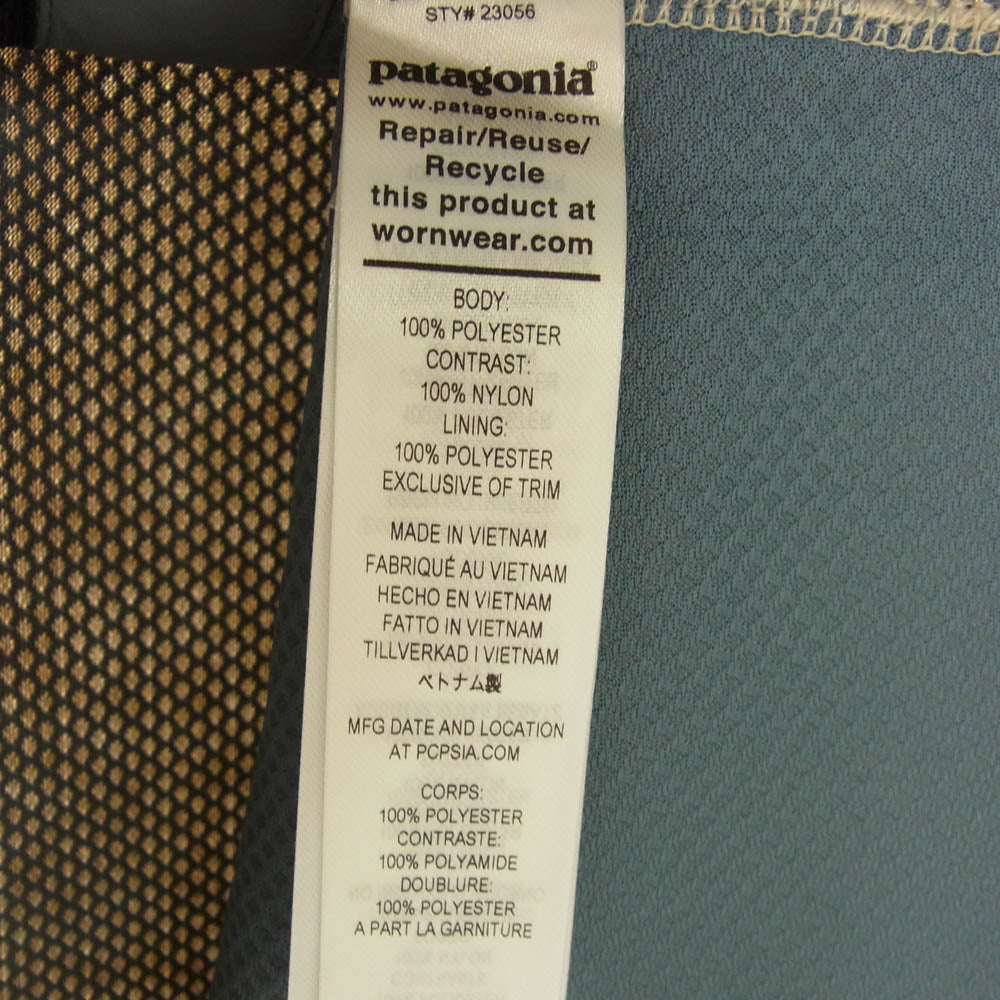 STY# 23056
patagonia®
www.patagonia.com
Repair/Reuse/
Recycle
this product at
wornwear.com
BODY:
100% POLYESTER
CONTRAST:
100% NYLON
LINING:
100% POLYESTER
EXCLUSIVE OF TRIM
MADE IN VIETNAM
FABRIQUÉ AU VIETNAM
HECHO EN VIETNAM
FATTO IN VIETNAM
TILLVERKAD I VIETNAM
ベトナム製
MFG DATE AND LOCATION
AT PCPSIA.COM
CORPS:
100% POLYESTER
CONTRASTE:
100% POLYAMIDE
DOUBLURE:
100% POLYESTER
A PART LA GARNITURE